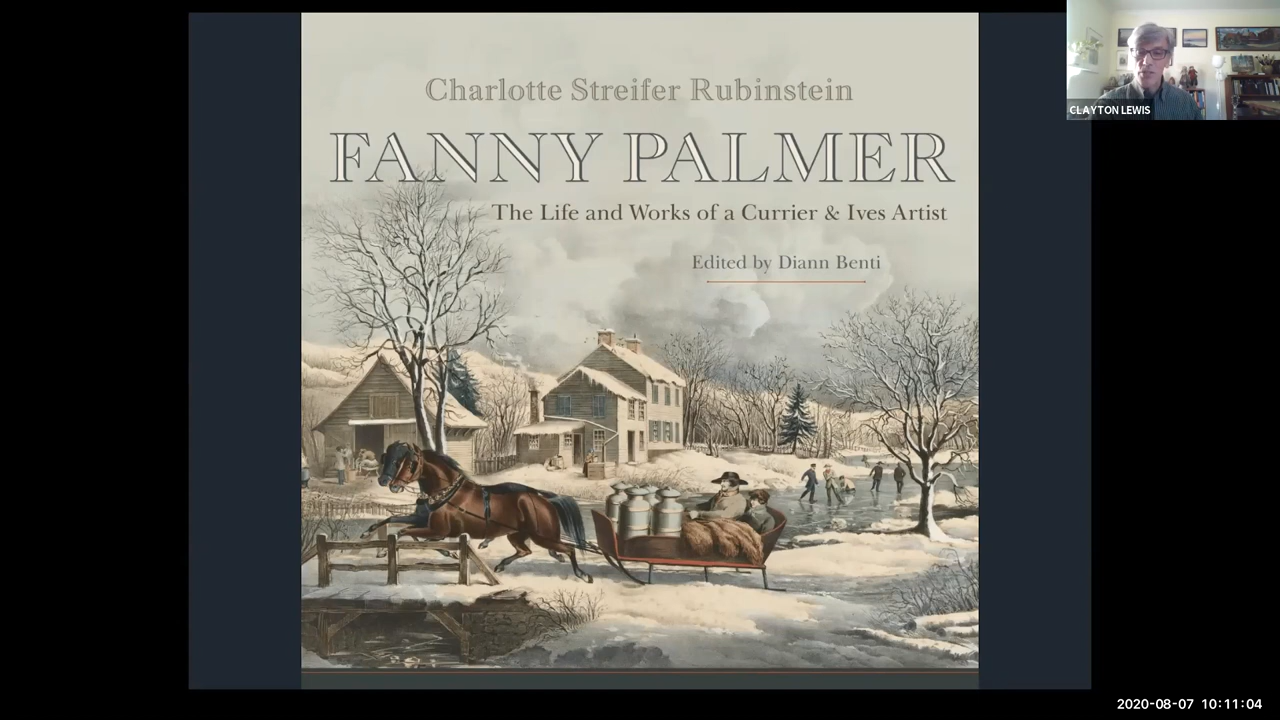 Charlotte Streifer Rubinstein
FANNY PALMER
The Life and Works of a Currier & Ives Artist
Edited by Diann Benti
CLAYTON LEWIS
2020-08-07 10:11:04